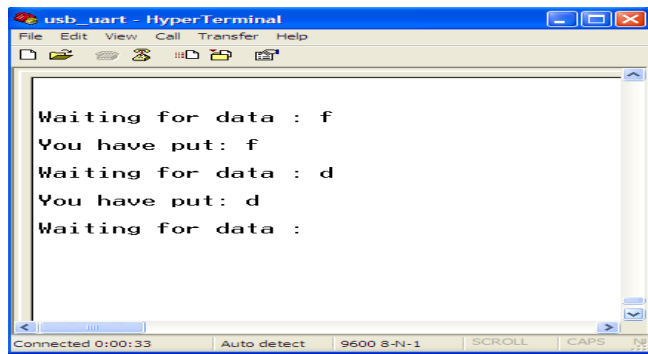 usb_uart - HyperTerminal
File Edit View Call Transfer Help
Waiting for data : f
You have put: f
Waiting for data : d
You have put: d
Waiting for data :
Connected 0:00:33 Auto detect 9600 8-N-1 SCROLL CAPS